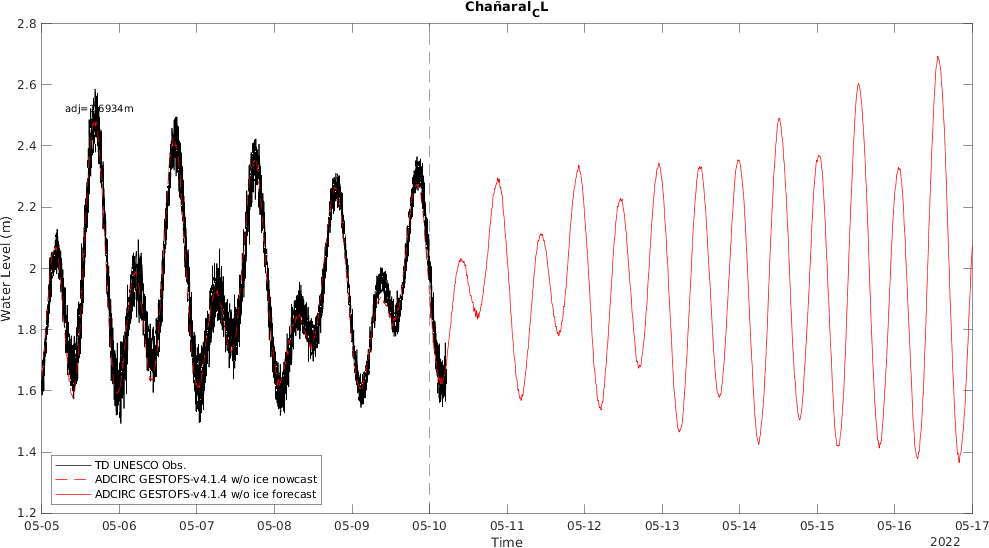 Chañaral_CL
2.8
2.6
2.4
2.2
2
1.8
1.6
1.4
1.2
Water Level (m)
TD UNESCO Obs.
ADCIRC GESTOFS-v4.1.4 w/o ice nowcast
ADCIRC GESTOFS-v4.1.4 w/o ice forecast
05-05 05-06 05-07 05-08 05-09 05-10 05-11 05-12 05-13 05-14 05-15 05-16 05-17
Time
2022